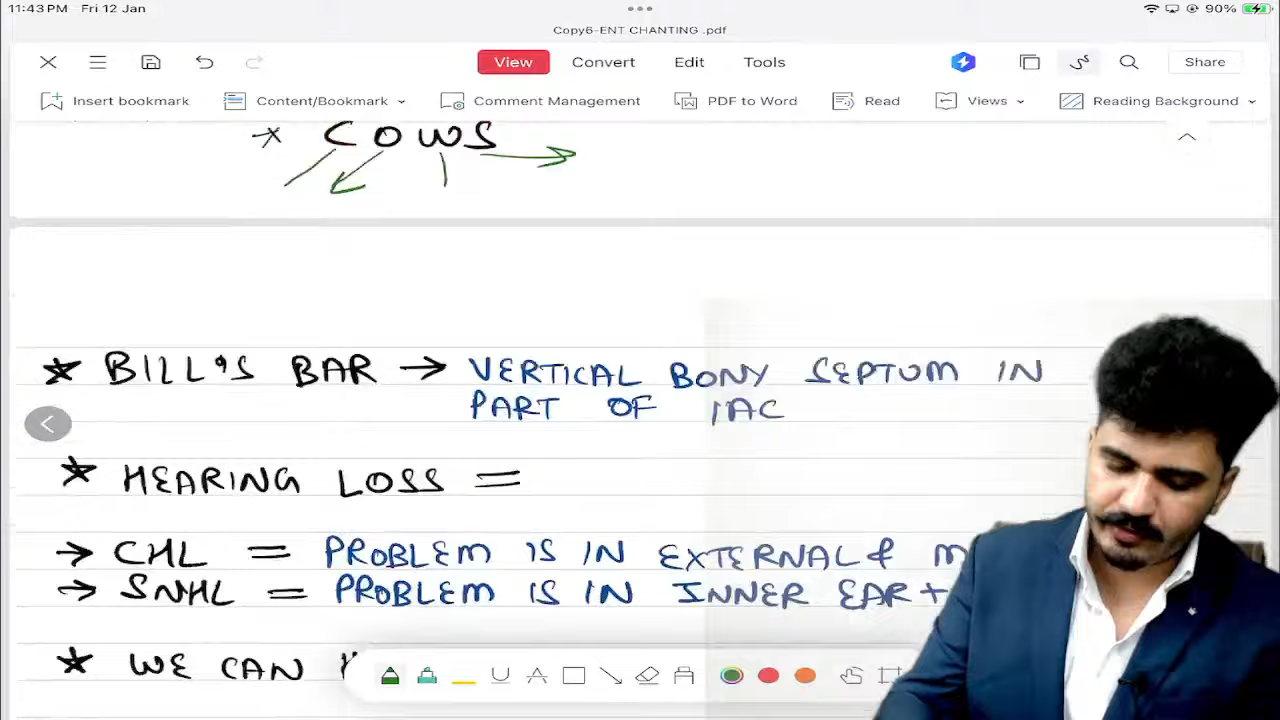 11:43 PM Fri 12 Jan
90%
Copy6-ENT CHANTING .pdf
View Convert Edit Tools
Share
Insert bookmark Content/Bookmark Comment Management PDF to Word Read Views Reading Background
* COWS
* BILL'S BAR → VERTICAL BONY SEPTUM IN
PART OF IAC
* HEARING LOSS =
→ CHL = PROBLEM IS IN EXTERNAL & M
→ SNHL = PROBLEM IS IN INNER EAR +
* WE CAN